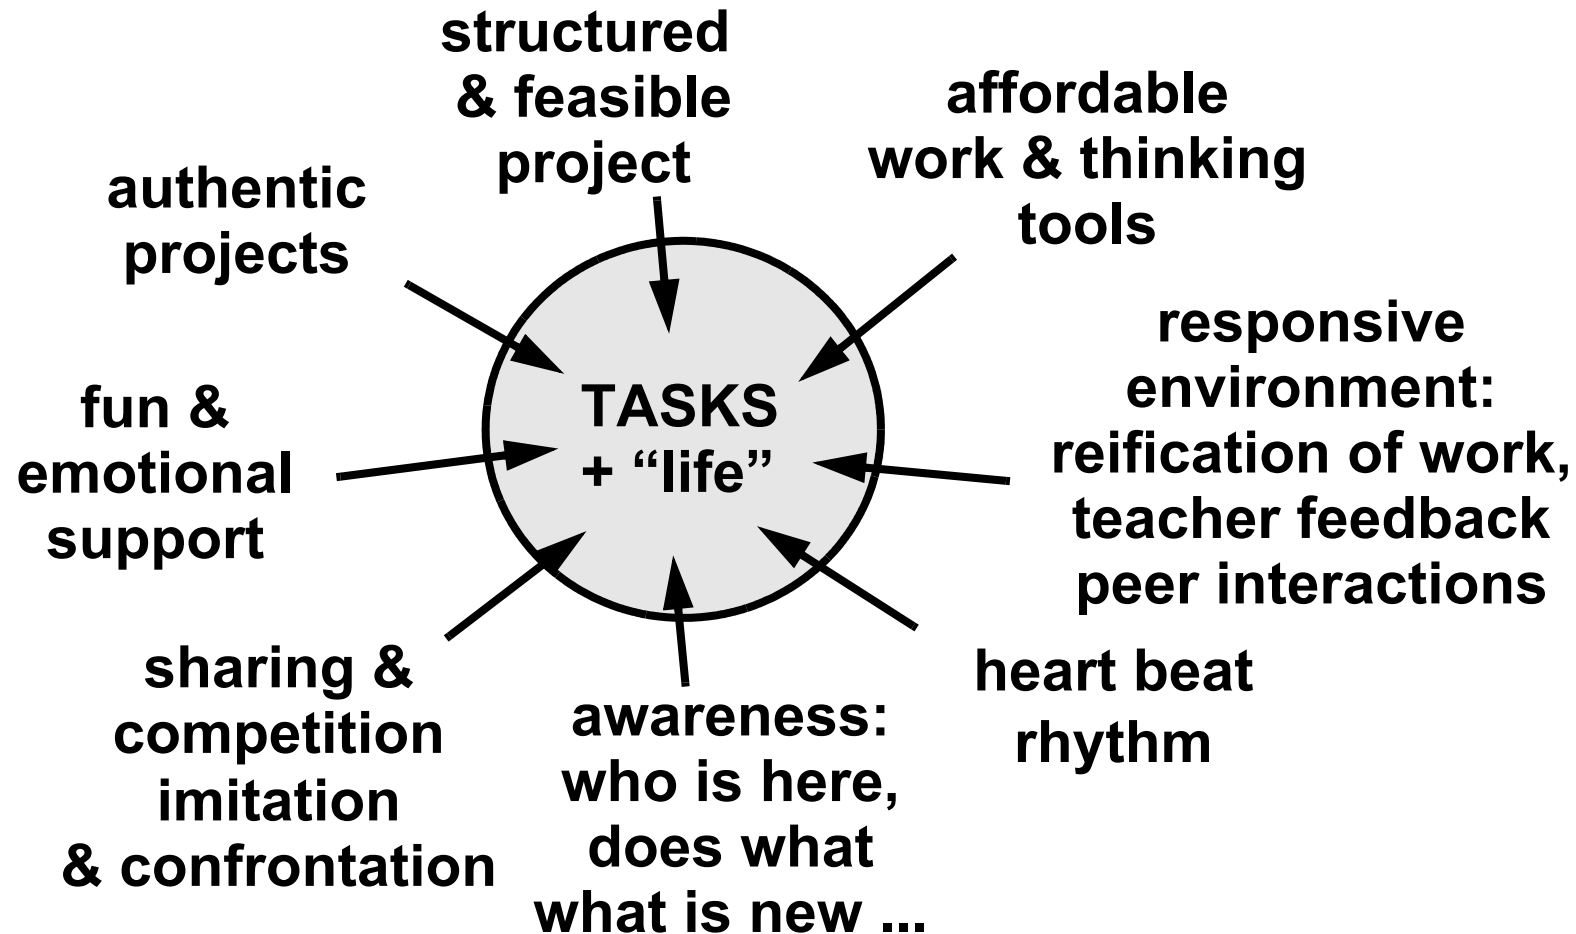 structured
& feasible
project
affordable
work & thinking
tools
authentic
projects
responsive
environment:
reification of work,
teacher feedback
peer interactions
fun &
emotional
support
TASKS
+ “life”
sharing &
competition
imitation
& confrontation
awareness:
who is here,
does what
what is new ...
heart beat
rhythm